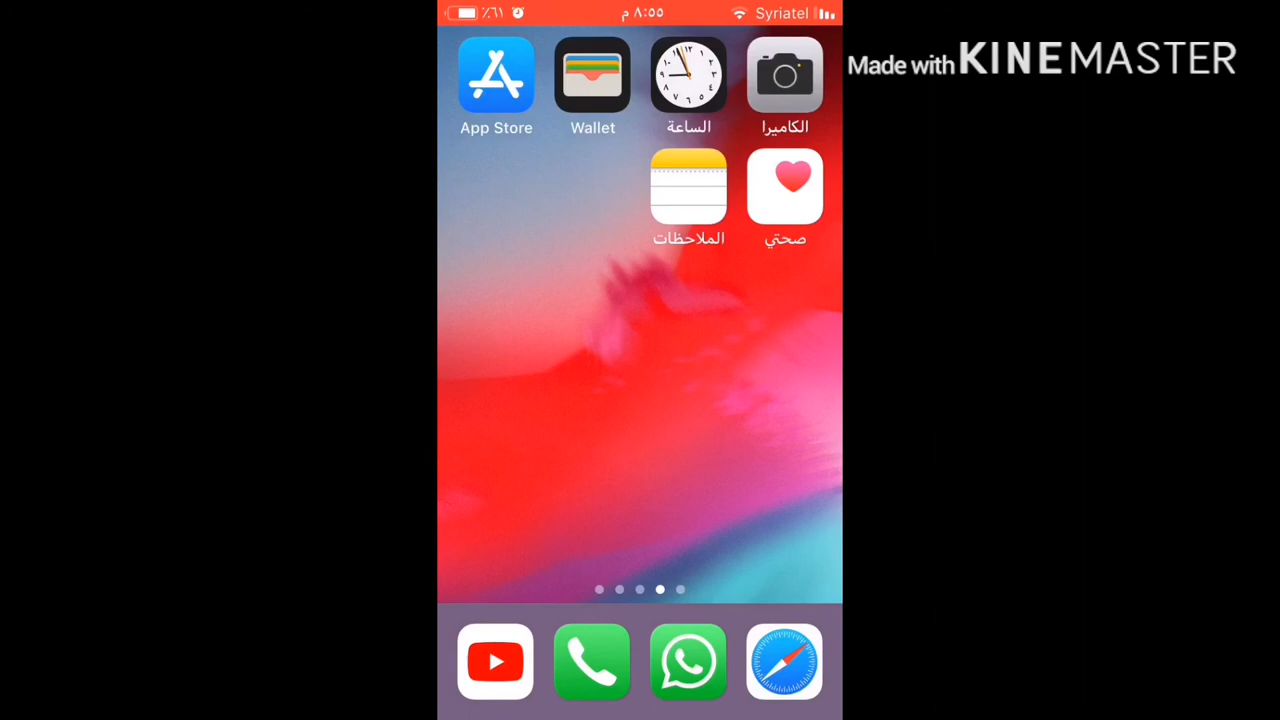 ٪٦١
٨:٥٥ م
Syriatel
Made with KINEMASTER
App Store
Wallet
الساعة
الكاميرا
الملاحظات
صحتي